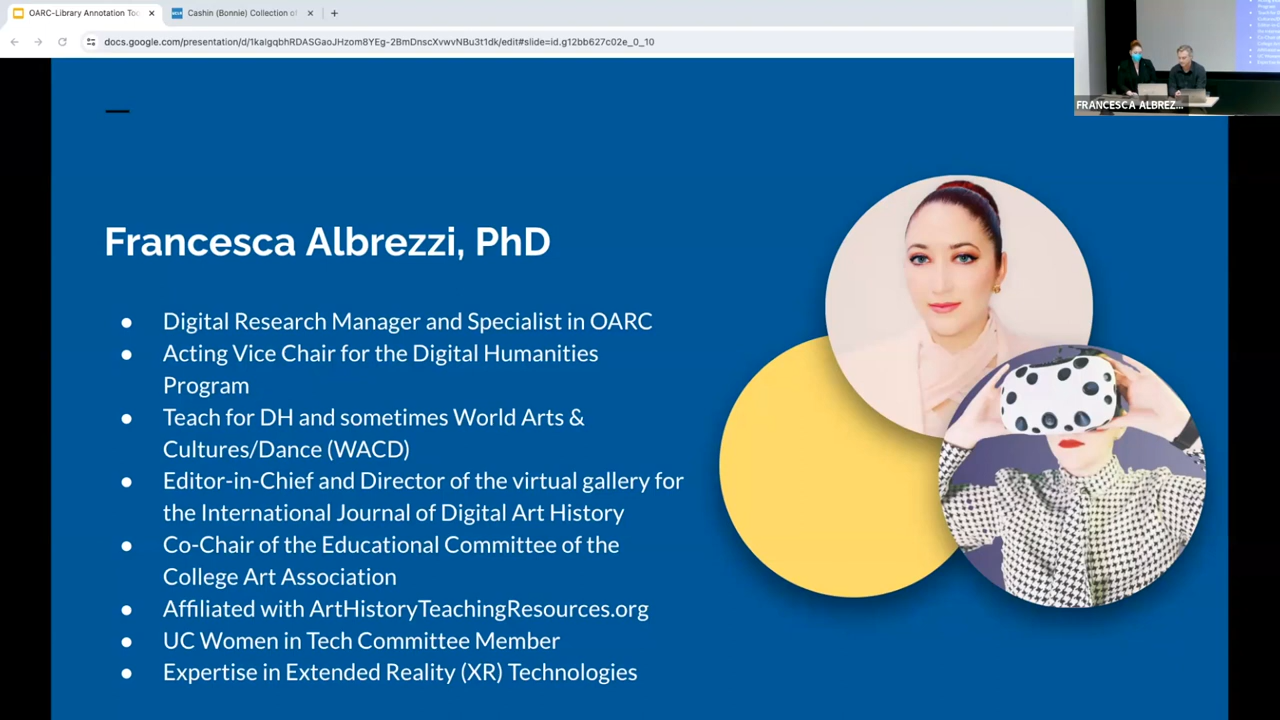 OARC-Library Annotation Too
Cashin (Bonnie) Collection of
docs.google.com/presentation/d/1kaIgqbhRDASGaoJHzom8YEg-2BmDnscXvwvNBu3t1dk/edit#slide=id.g12bb627c02e_0_10
FRANCESCA ALBREZ...
Francesca Albrezzi, PhD
● Digital Research Manager and Specialist in OARC
● Acting Vice Chair for the Digital Humanities
Program
● Teach for DH and sometimes World Arts &
Cultures/Dance (WACD)
● Editor-in-Chief and Director of the virtual gallery for
the International Journal of Digital Art History
● Co-Chair of the Educational Committee of the
College Art Association
● Affiliated with ArtHistoryTeachingResources.org
● UC Women in Tech Committee Member
● Expertise in Extended Reality (XR) Technologies